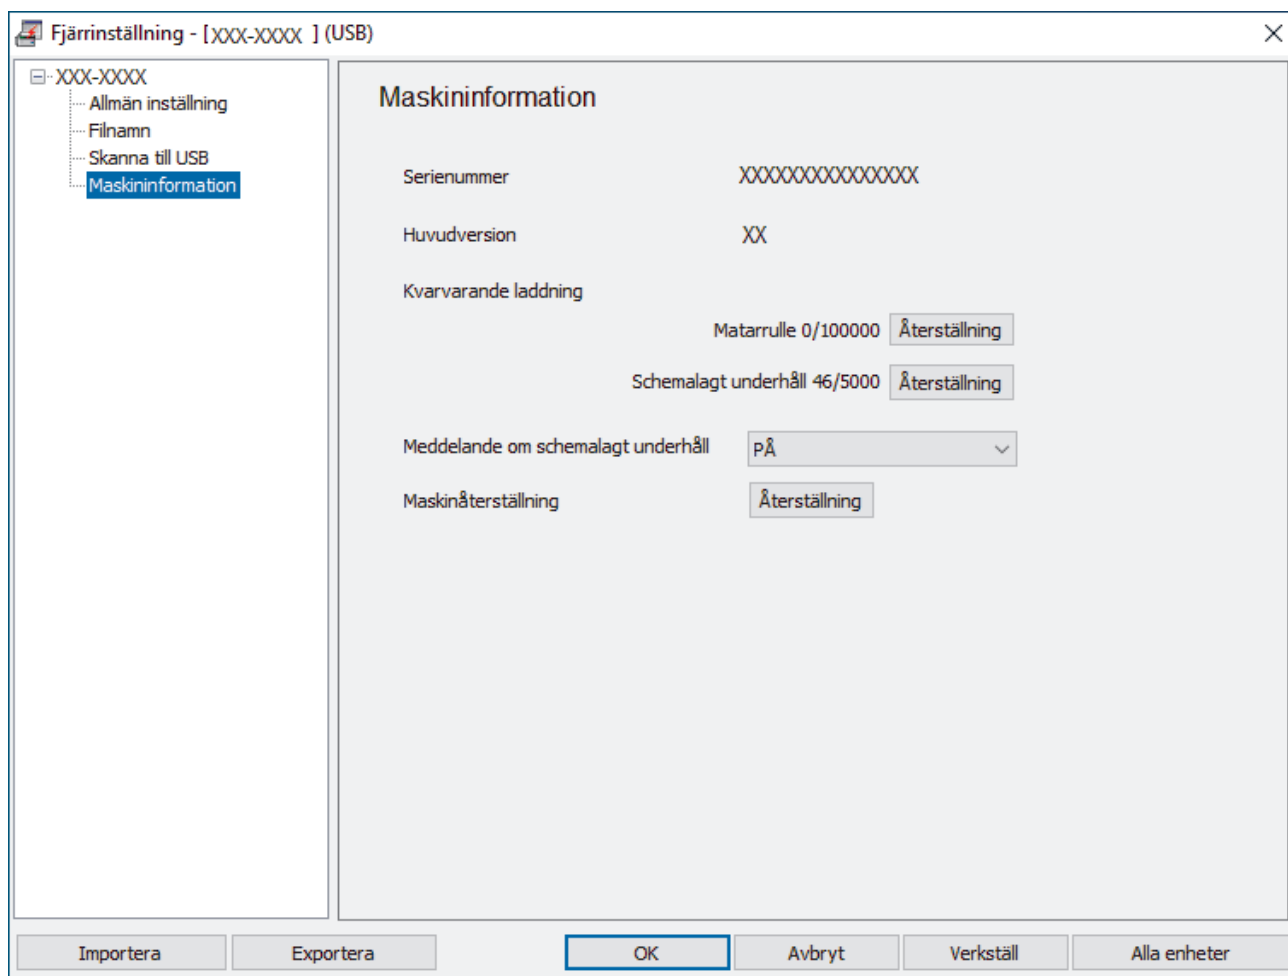 Fjärrinställning - [ XXX-XXXX ] (USB)
XXX-XXXX
Allmän inställning
Filnamn
Skanna till USB
Maskininformation
Maskininformation
Serienummer XXXXXXXXXXXXXXX
Huvudversion XX
Kvarvarande laddning
Matarrulle 0/100000 Återställning
Schemalagt underhåll 46/5000 Återställning
Meddelande om schemalagt underhåll PÅ
Maskinåterställning Återställning
Importera Exportera OK Avbryt Verkställ Alla enheter